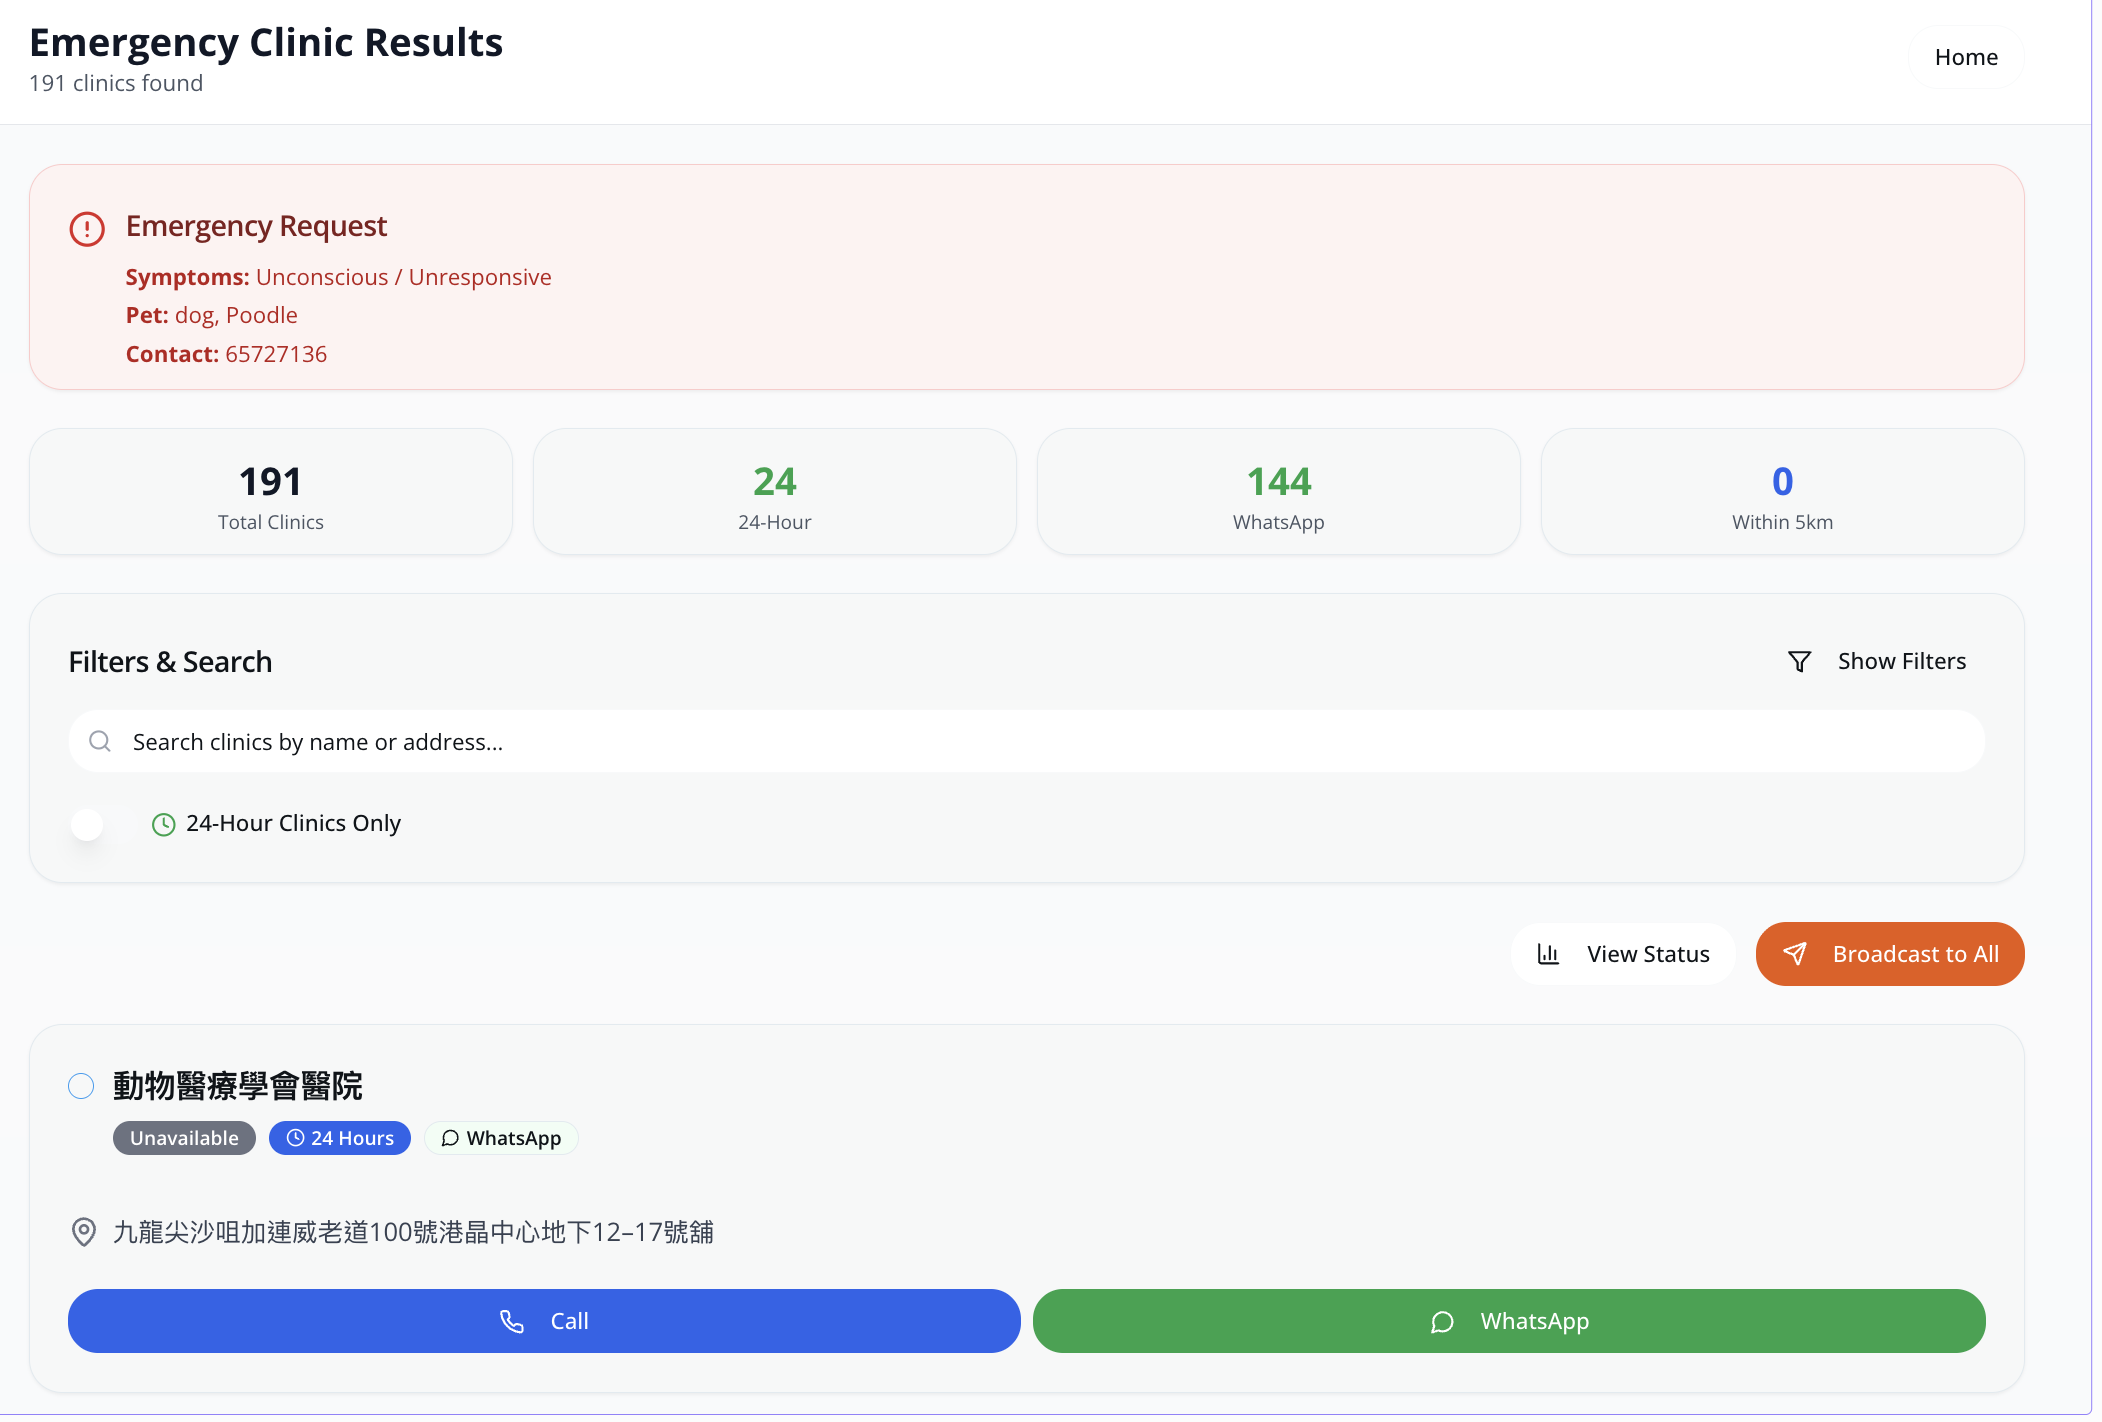 Emergency Clinic Results
191 clinics found
Home
Emergency Request
Symptoms: Unconscious / Unresponsive
Pet: dog, Poodle
Contact: 65727136
191
Total Clinics
24
24-Hour
144
WhatsApp
0
Within 5km
Filters & Search
Show Filters
Search clinics by name or address...
24-Hour Clinics Only
View Status
Broadcast to All
動物醫療學會醫院
Unavailable
24 Hours
WhatsApp
九龍尖沙咀加連威老道100號港晶中心地下12–17號舖
Call
WhatsApp